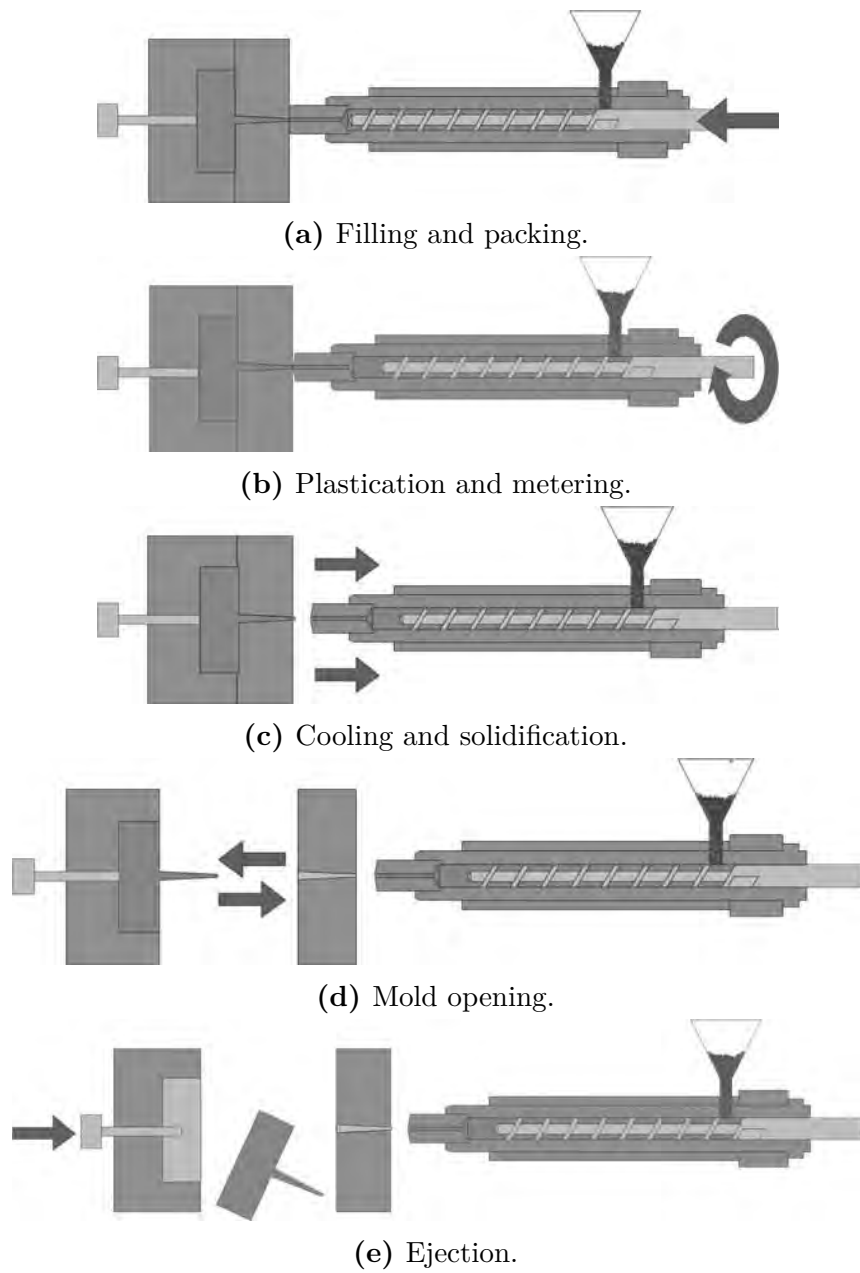 (a) Filling and packing.
(b) Plastication and metering.
(c) Cooling and solidification.
(d) Mold opening.
(e) Ejection.